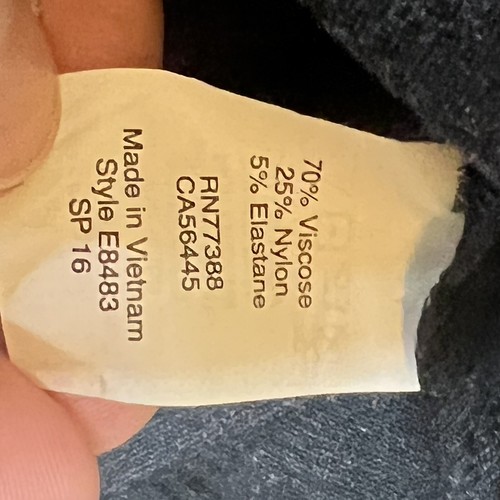 70% Viscose
25% Nylon
5% Elastane
RN77388
CA56445
Made in Vietnam
Style E8483
SP 16